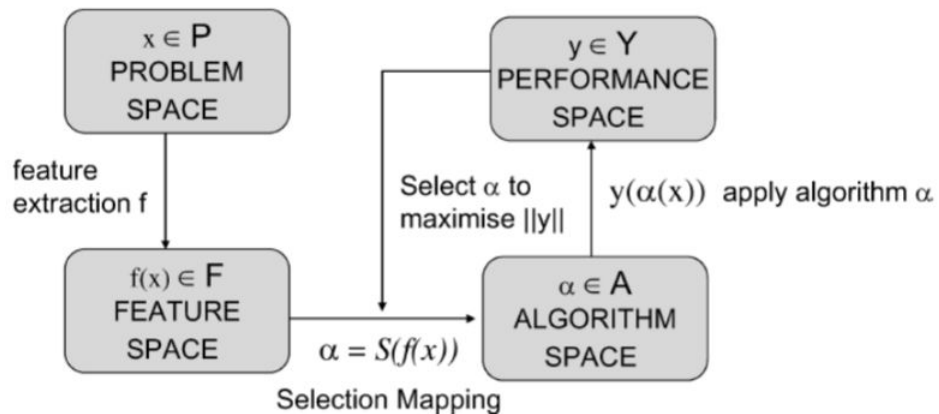 x ∈ P
PROBLEM
SPACE
feature
extraction f
f(x) ∈ F
FEATURE
SPACE
α = S(f(x))
Selection Mapping
Select α to
maximise ||y||
y ∈ Y
PERFORMANCE
SPACE
y(α(x)) apply algorithm α
α ∈ A
ALGORITHM
SPACE